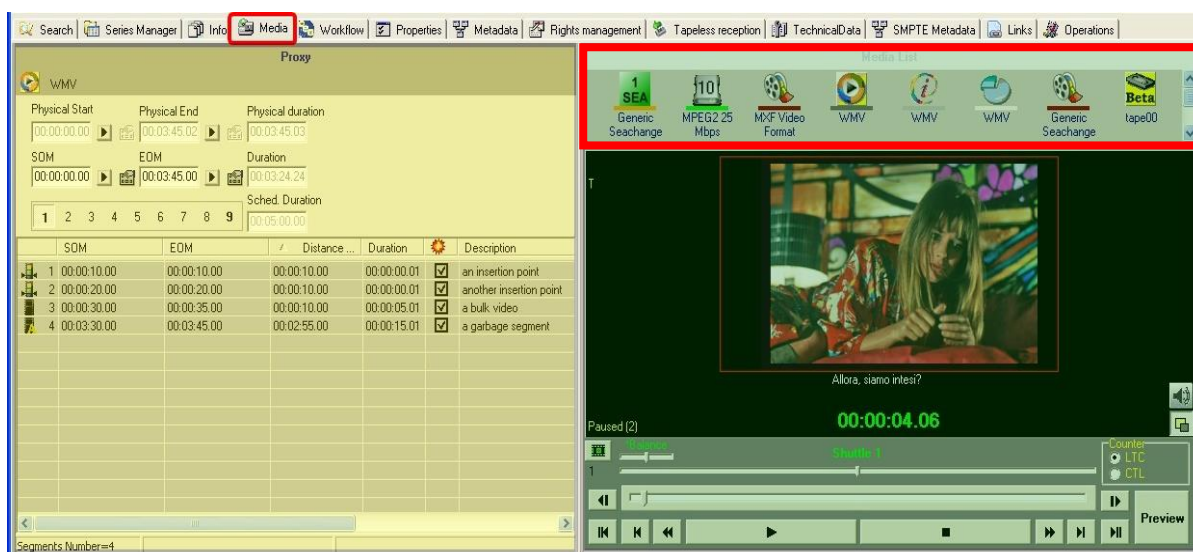 Search Series Manager Info Media Workflow Properties Metadata Rights management Tapeless reception TechnicalData SMPTE Metadata Links Operations
Proxy
WMV
Physical Start Physical End Physical duration
00:00:00.00 00:03:45.02 00:03:45.03
SOM EOM Duration
00:00:00.00 00:03:45.00 00:03:24.24
Sched. Duration
1 2 3 4 5 6 7 8 9 00:05:00.00
SOM EOM Distance ... Duration Description
1 00:00:10.00 00:00:10.00 00:00:10.00 00:00:00.01 an insertion point
2 00:00:20.00 00:00:20.00 00:00:10.00 00:00:00.01 another insertion point
3 00:00:30.00 00:00:35.00 00:00:10.00 00:00:05.01 a bulk video
4 00:03:30.00 00:03:45.00 00:02:55.00 00:00:15.01 a garbage segment
Segments Number=4
Media List
1 SEA 10 Beta
Generic Seachange
MPEG2 25 Mbps
MXF Video Format
WMV
WMV
WMV
Generic Seachange
tape00
T
Allora, siamo intesi?
Paused (2) 00:00:04.06
Balance Shuttle 1 Counter
1 LTC
CTL
Preview